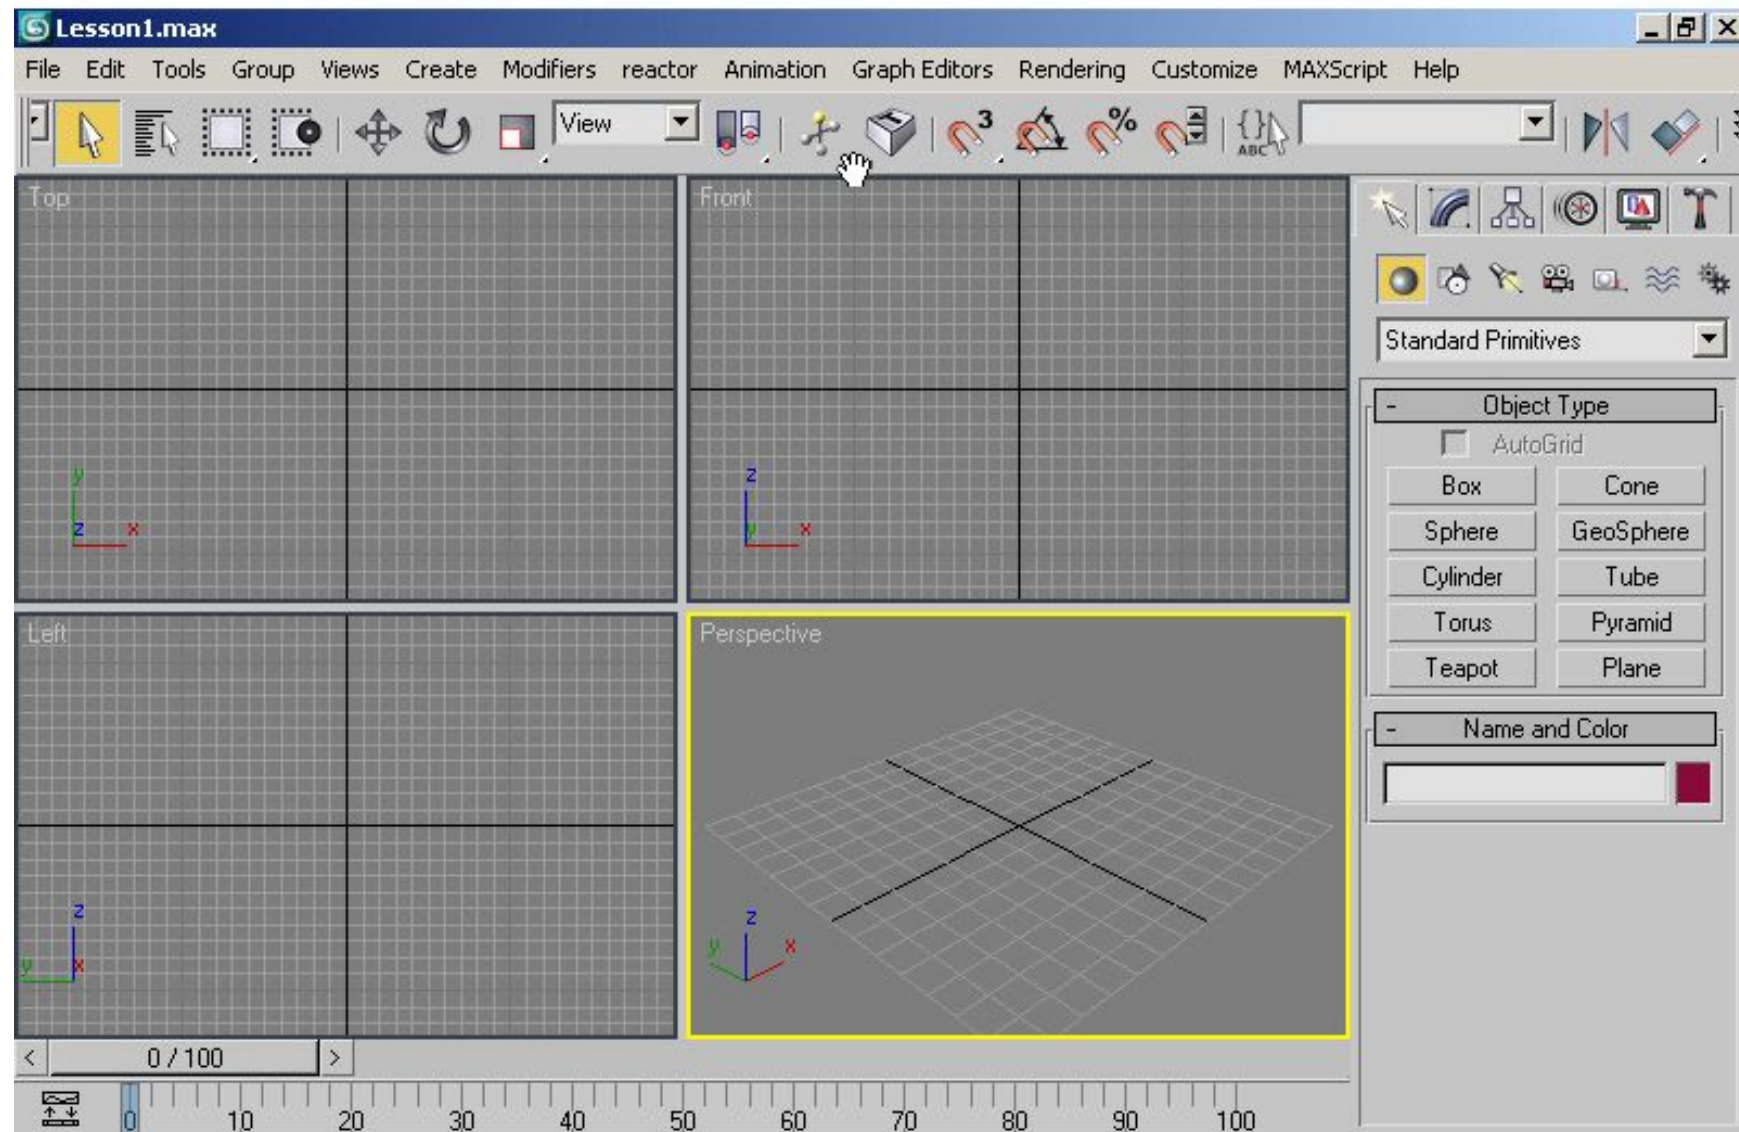 Lesson1.max
File Edit Tools Group Views Create Modifiers reactor Animation Graph Editors Rendering Customize MAXScript Help
View 3 % {} ABC
Top
Front
Standard Primitives
- Object Type
AutoGrid
Box Cone
Sphere GeoSphere
Cylinder Tube
Torus Pyramid
Teapot Plane
- Name and Color
y
z x
z
y x
Left
Perspective
z
y x
z
y x
< 0 / 100 >
0 10 20 30 40 50 60 70 80 90 100